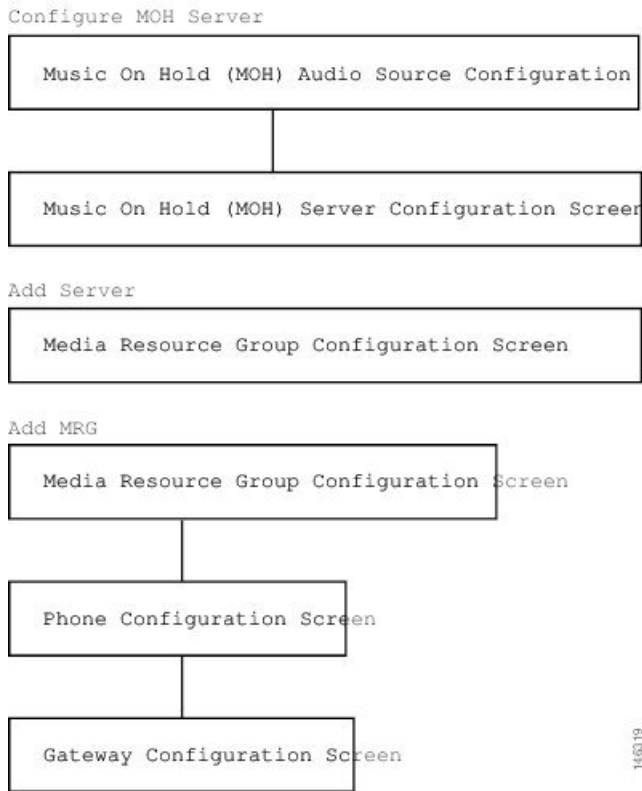 Configure MOH Server
Music On Hold (MOH) Audio Source Configuration
Music On Hold (MOH) Server Configuration Screen
Add Server
Media Resource Group Configuration Screen
Add MRG
Media Resource Group Configuration Screen
Phone Configuration Screen
Gateway Configuration Screen
146319